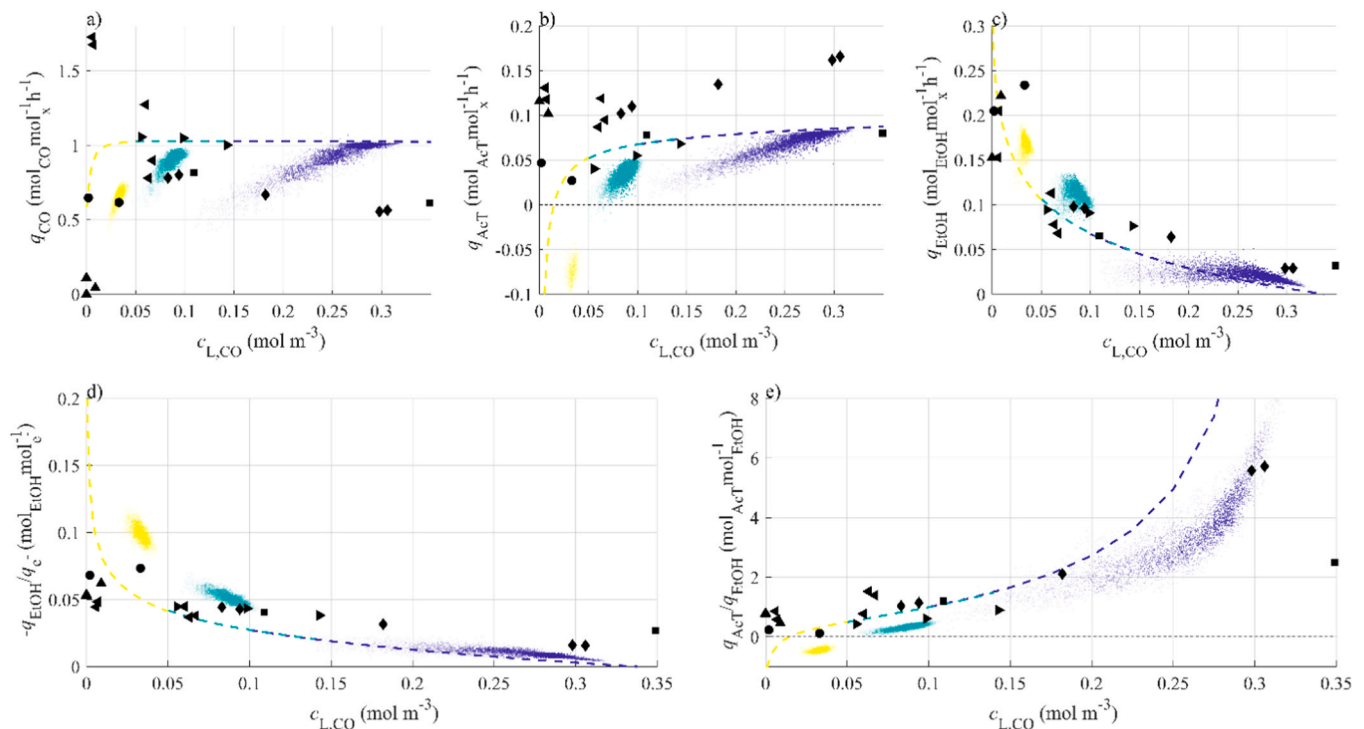 a)
q_CO (mol_CO mol_x^-1 h^-1)
1.5
1
0.5
0
0 0.05 0.1 0.15 0.2 0.25 0.3
c_L,CO (mol m^-3)
b)
q_AcT (mol_AcT mol_x^-1 h^-1)
0.2
0.15
0.1
0.05
0
-0.05
-0.1
0 0.05 0.1 0.15 0.2 0.25 0.3
c_L,CO (mol m^-3)
c)
q_EtOH (mol_EtOH mol_x^-1 h^-1)
0.3
0.25
0.2
0.15
0.1
0.05
0
0 0.05 0.1 0.15 0.2 0.25 0.3
c_L,CO (mol m^-3)
d)
-q_EtOH/q_e^- (mol_EtOH mol_e^-1)
0.2
0.15
0.1
0.05
0
0 0.05 0.1 0.15 0.2 0.25 0.3 0.35
c_L,CO (mol m^-3)
e)
q_AcT/q_EtOH (mol_AcT mol_EtOH^-1)
8
6
4
2
0
0 0.05 0.1 0.15 0.2 0.25 0.3 0.35
c_L,CO (mol m^-3)